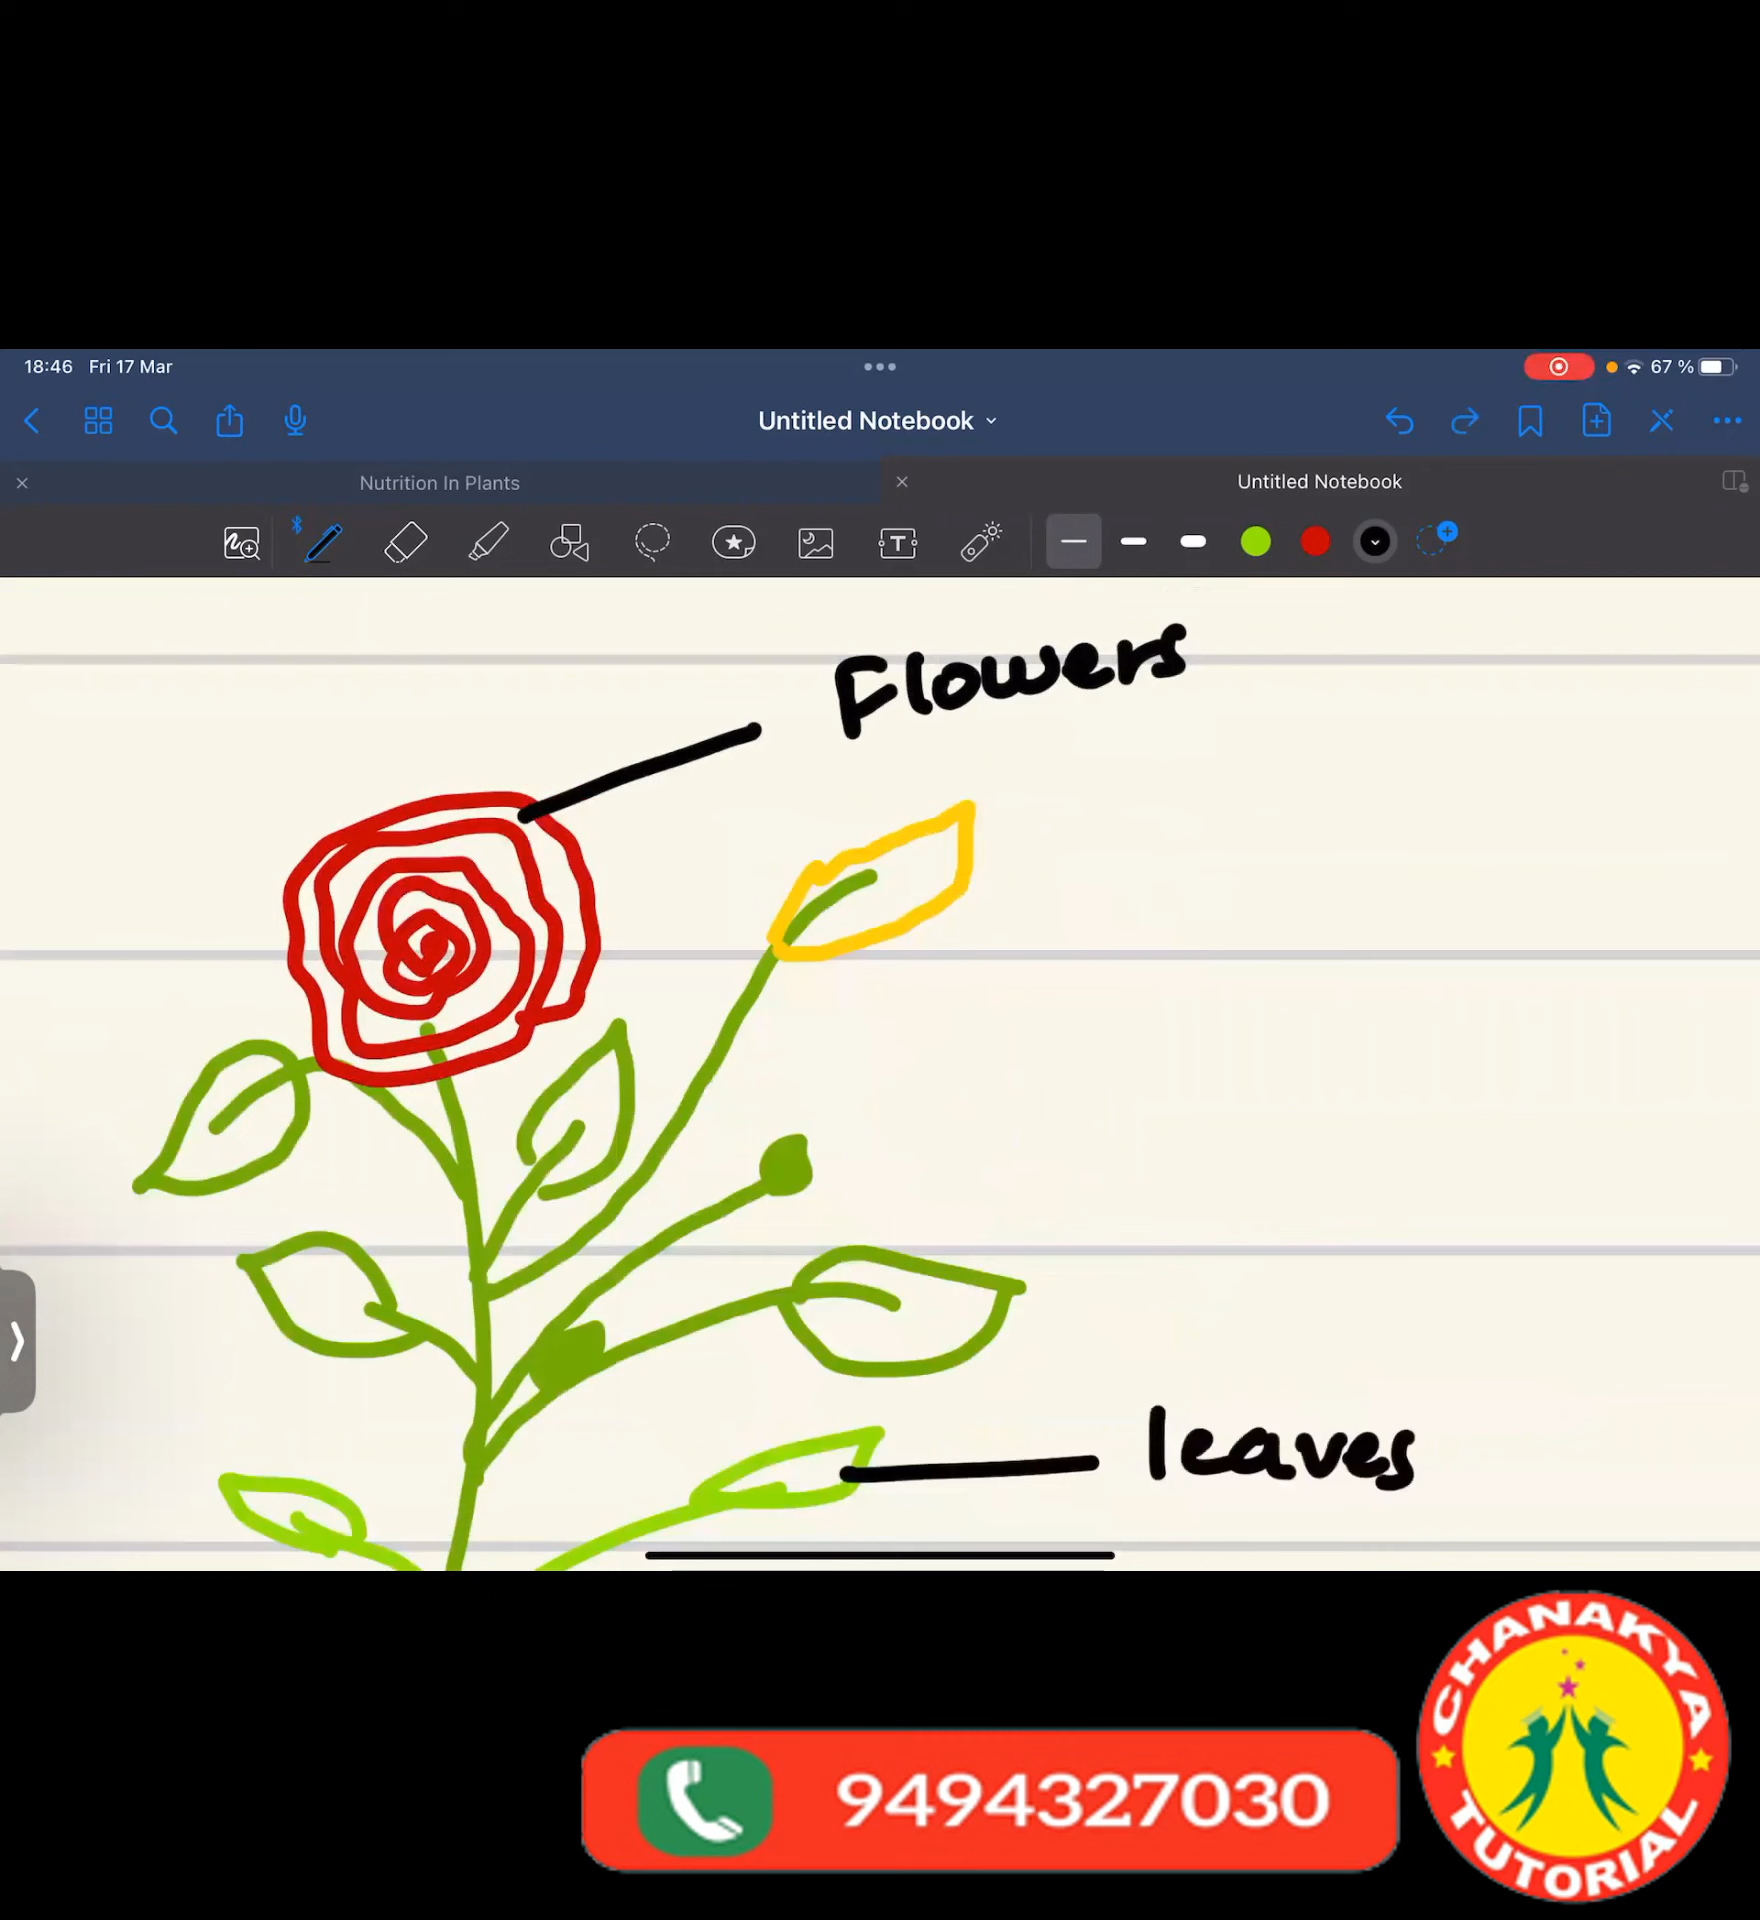 18:46 Fri 17 Mar
67 %
Untitled Notebook
Nutrition In Plants
Untitled Notebook
T
Flowers
leaves
9494327030
CHANAKYA
TUTORIAL